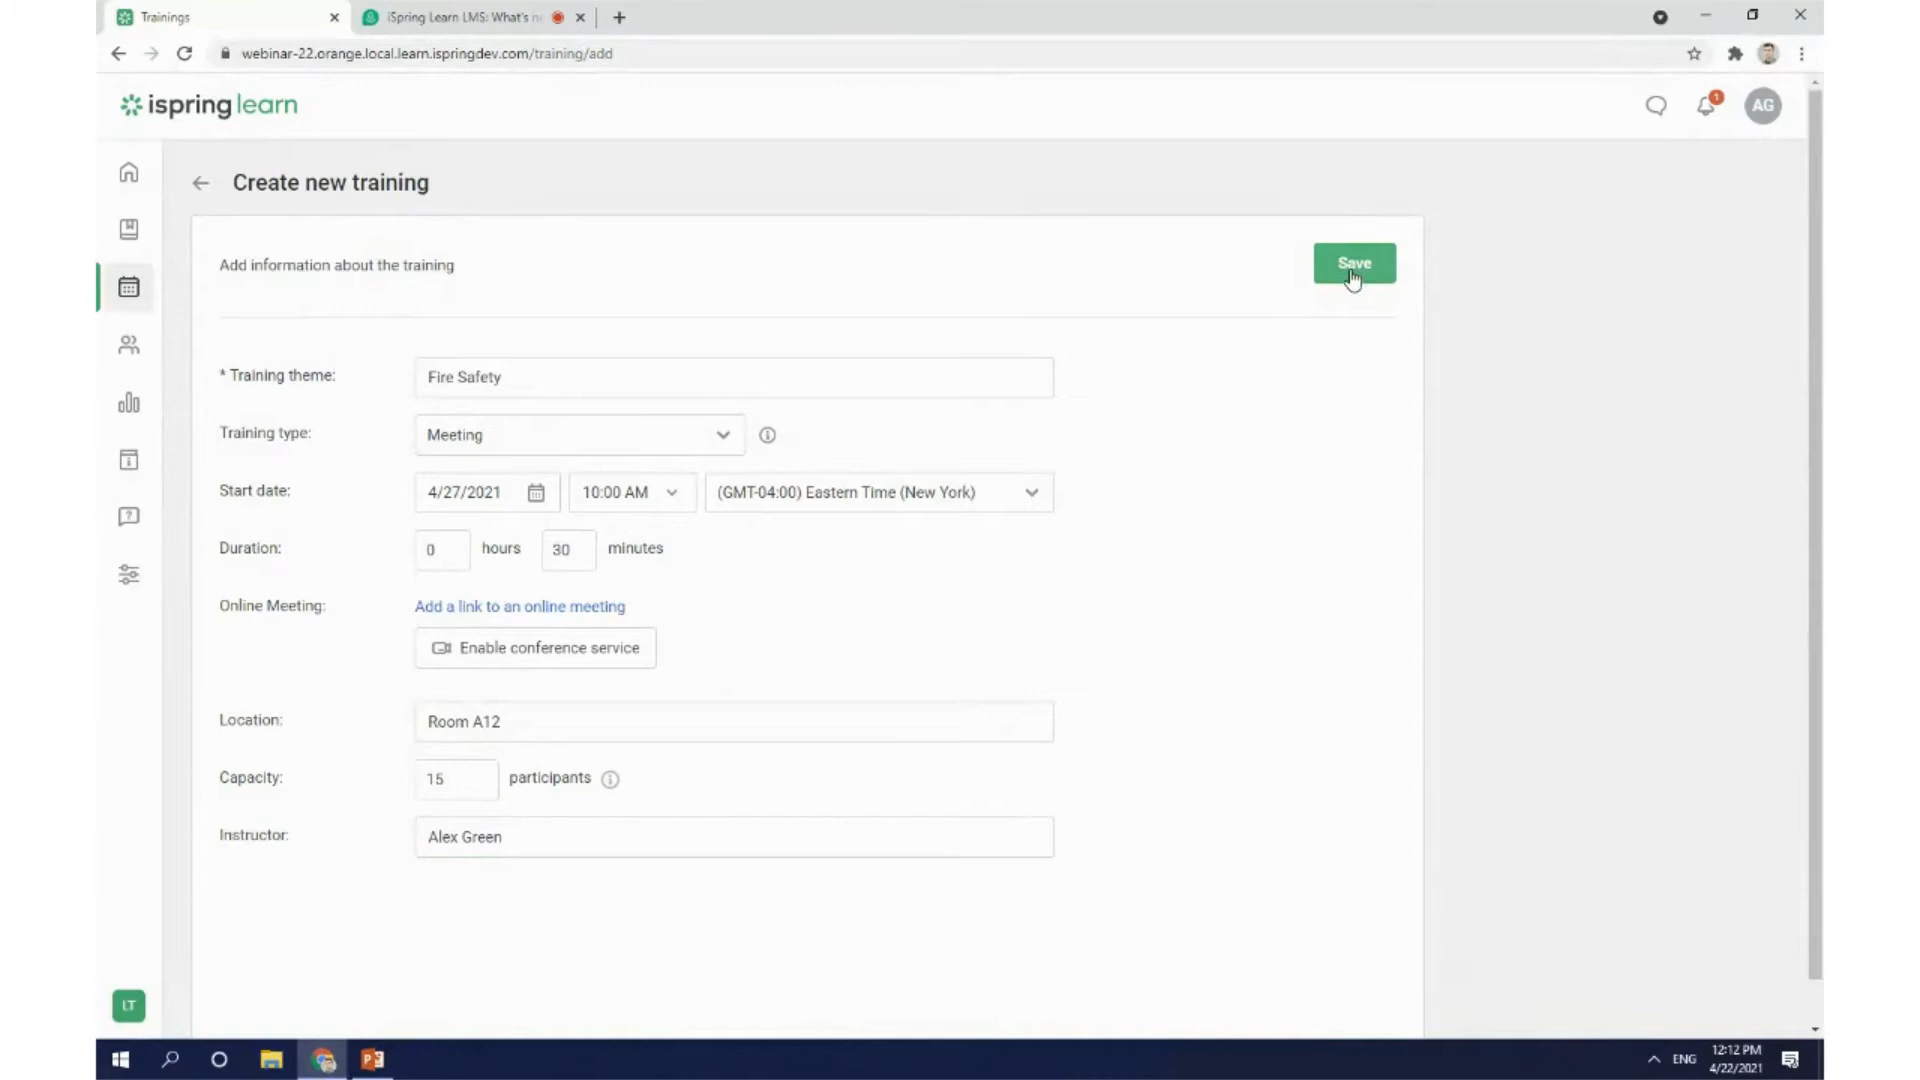 Trainings
iSpring Learn LMS: What's n
webinar-22.orange.local.learn.ispringdev.com/training/add
ispring learn
1
AG
Create new training
Add information about the training
Save
* Training theme:
Fire Safety
Training type:
Meeting
Start date:
4/27/2021
10:00 AM
(GMT-04:00) Eastern Time (New York)
Duration:
0
hours
30
minutes
Online Meeting:
Add a link to an online meeting
Enable conference service
Location:
Room A12
Capacity:
15
participants
Instructor:
Alex Green
LT
ENG
12:12 PM
4/22/2021